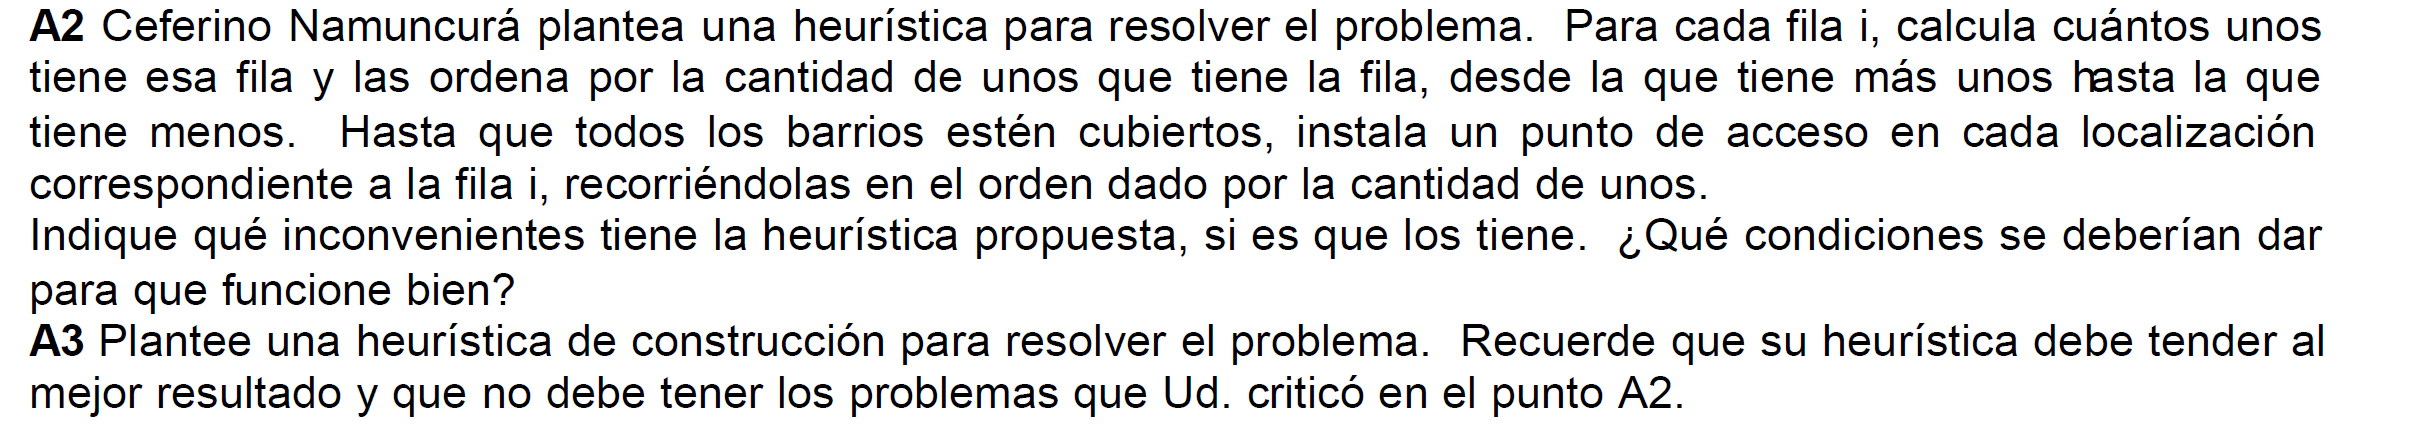 A2 Ceferino Namuncurá plantea una heurística para resolver el problema. Para cada fila i, calcula cuántos unos
tiene esa fila y las ordena por la cantidad de unos que tiene la fila, desde la que tiene más unos hasta la que
tiene menos. Hasta que todos los barrios estén cubiertos, instala un punto de acceso en cada localización
correspondiente a la fila i, recorriéndolas en el orden dado por la cantidad de unos.
Indique qué inconvenientes tiene la heurística propuesta, si es que los tiene. ¿Qué condiciones se deberían dar
para que funcione bien?
A3 Plantee una heurística de construcción para resolver el problema. Recuerde que su heurística debe tender al
mejor resultado y que no debe tener los problemas que Ud. criticó en el punto A2.